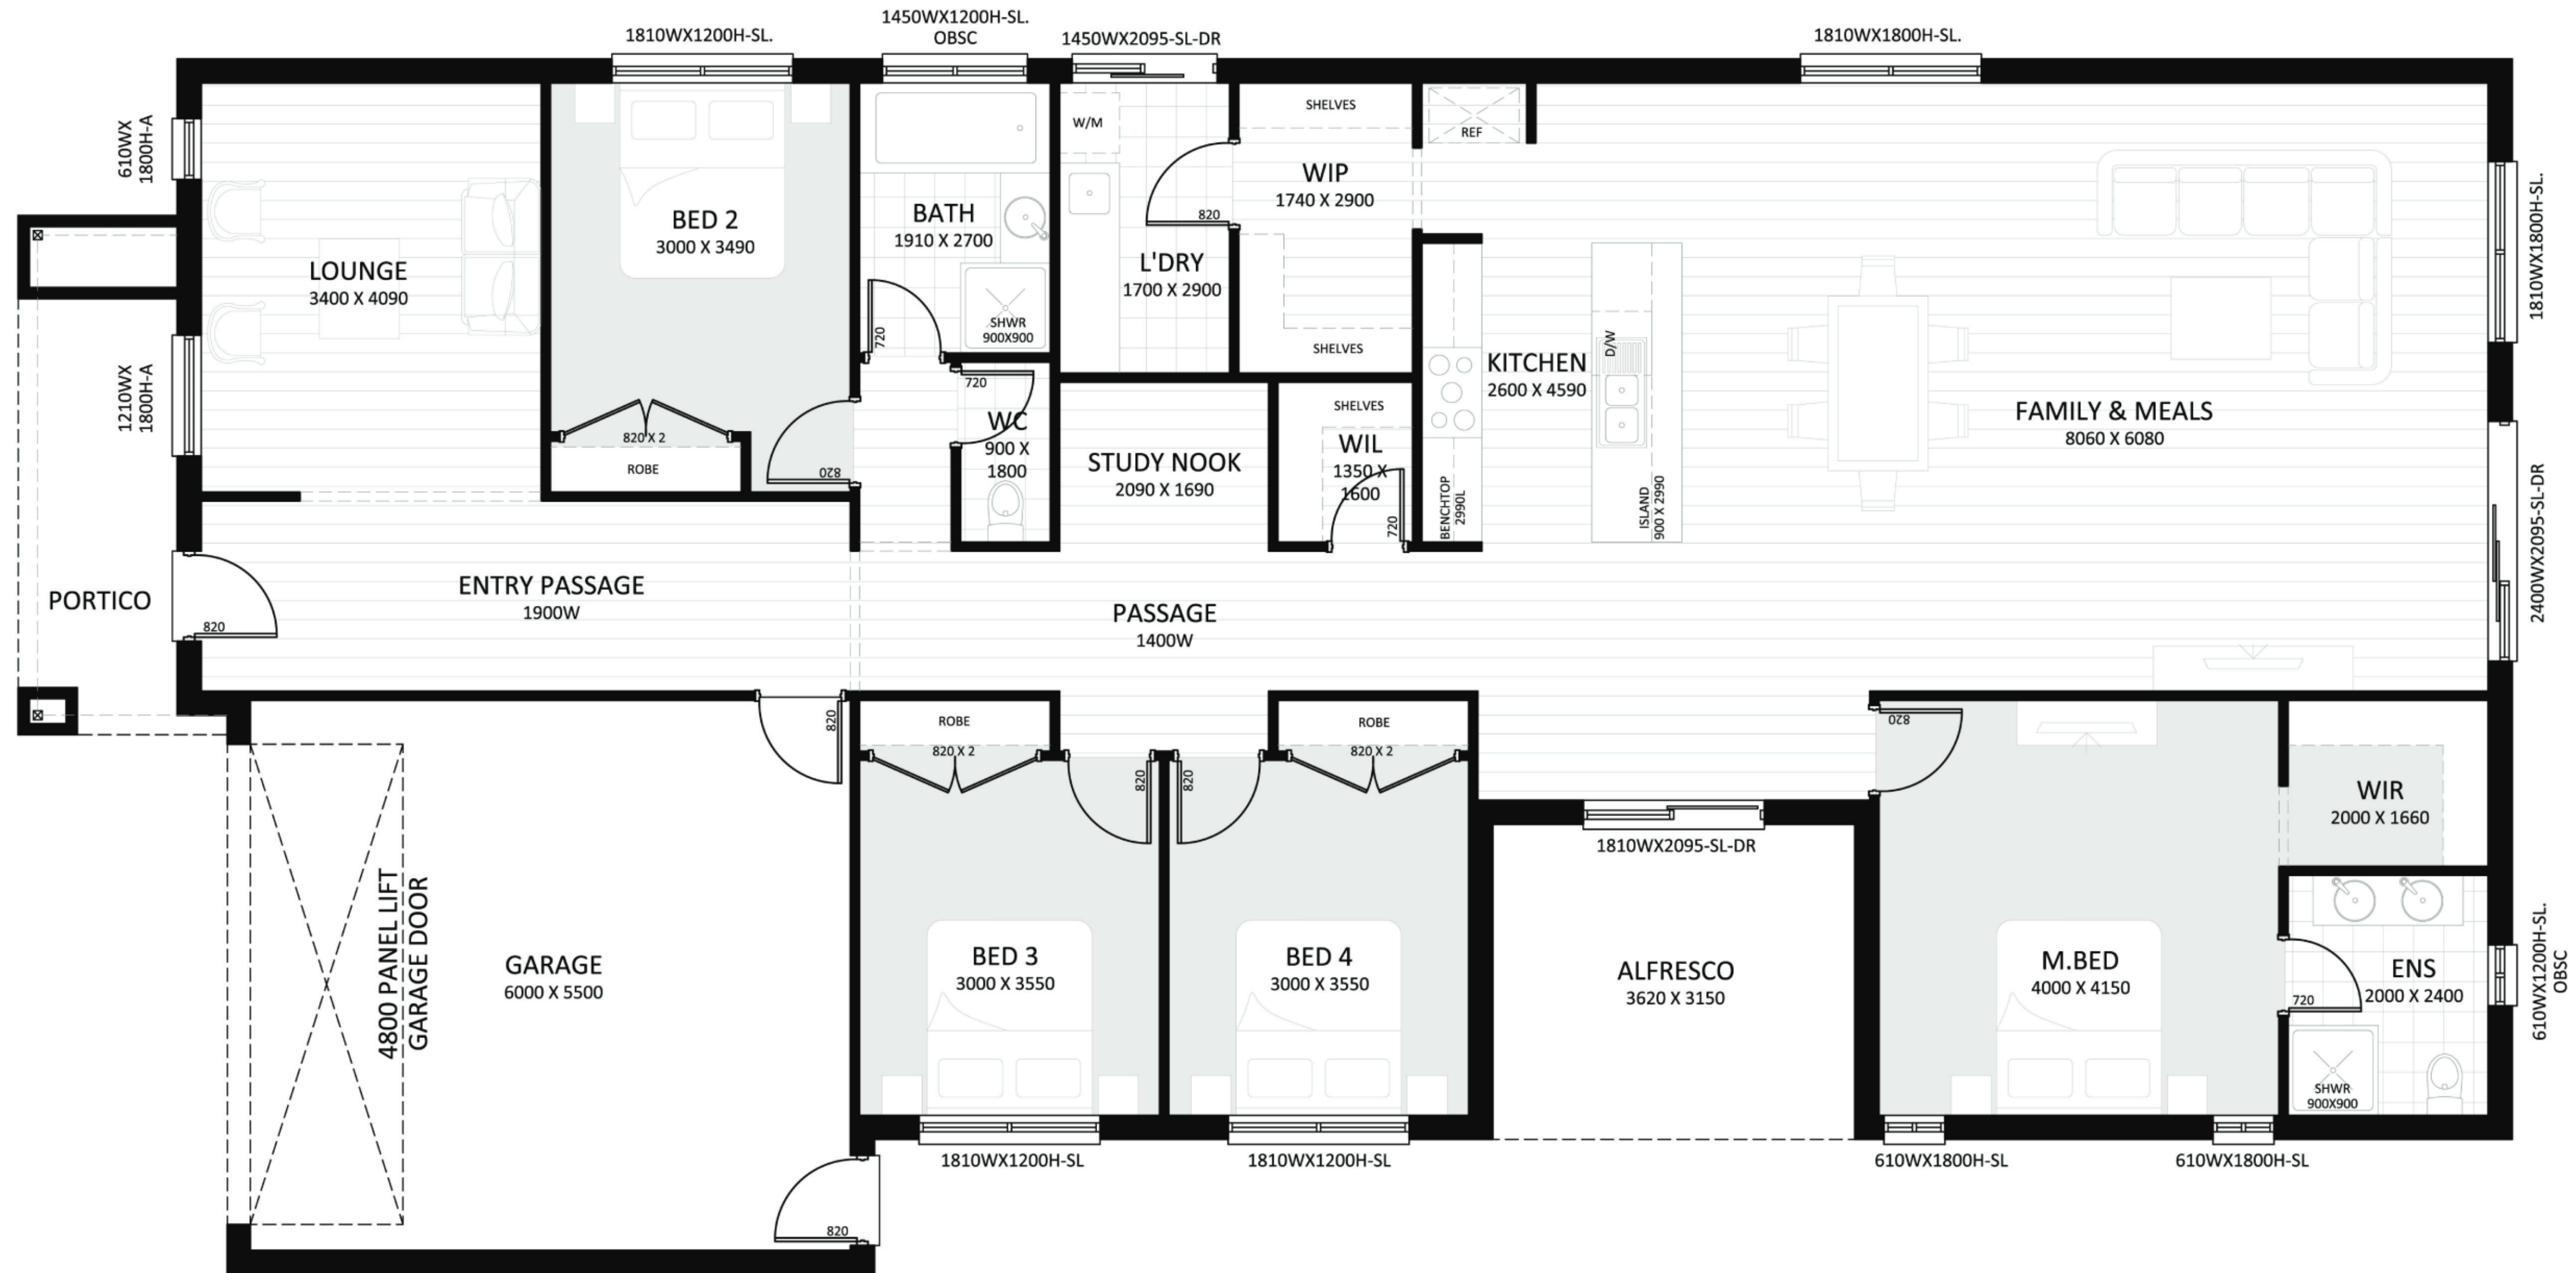 1450WX1200H-SL.
OBSC
1810WX1200H-SL.
1450WX2095-SL-DR
1810WX1800H-SL.
610WX
1800H-A
1210WX
1800H-A
LOUNGE
3400 X 4090
BED 2
3000 X 3490
820 X 2
ROBE
820
BATH
1910 X 2700
SHWR
900X900
720
720
WC
900 X
1800
W/M
L'DRY
1700 X 2900
820
SHELVES
WIP
1740 X 2900
SHELVES
REF
STUDY NOOK
2090 X 1690
SHELVES
WIL
1350 X
1600
720
KITCHEN
2600 X 4590
BENCHTOP
2990L
D/W
ISLAND
900 X 2990
FAMILY & MEALS
8060 X 6080
1810WX1800H-SL.
2400WX2095-SL-DR
PORTICO
820
ENTRY PASSAGE
1900W
PASSAGE
1400W
820
4800 PANEL LIFT
GARAGE DOOR
GARAGE
6000 X 5500
820
ROBE
820 X 2
820
BED 3
3000 X 3550
1810WX1200H-SL
ROBE
820 X 2
820
BED 4
3000 X 3550
1810WX1200H-SL
1810WX2095-SL-DR
ALFRESCO
3620 X 3150
820
M.BED
4000 X 4150
610WX1800H-SL
610WX1800H-SL
WIR
2000 X 1660
ENS
2000 X 2400
720
SHWR
900X900
610WX1200H-SL.
OBSC